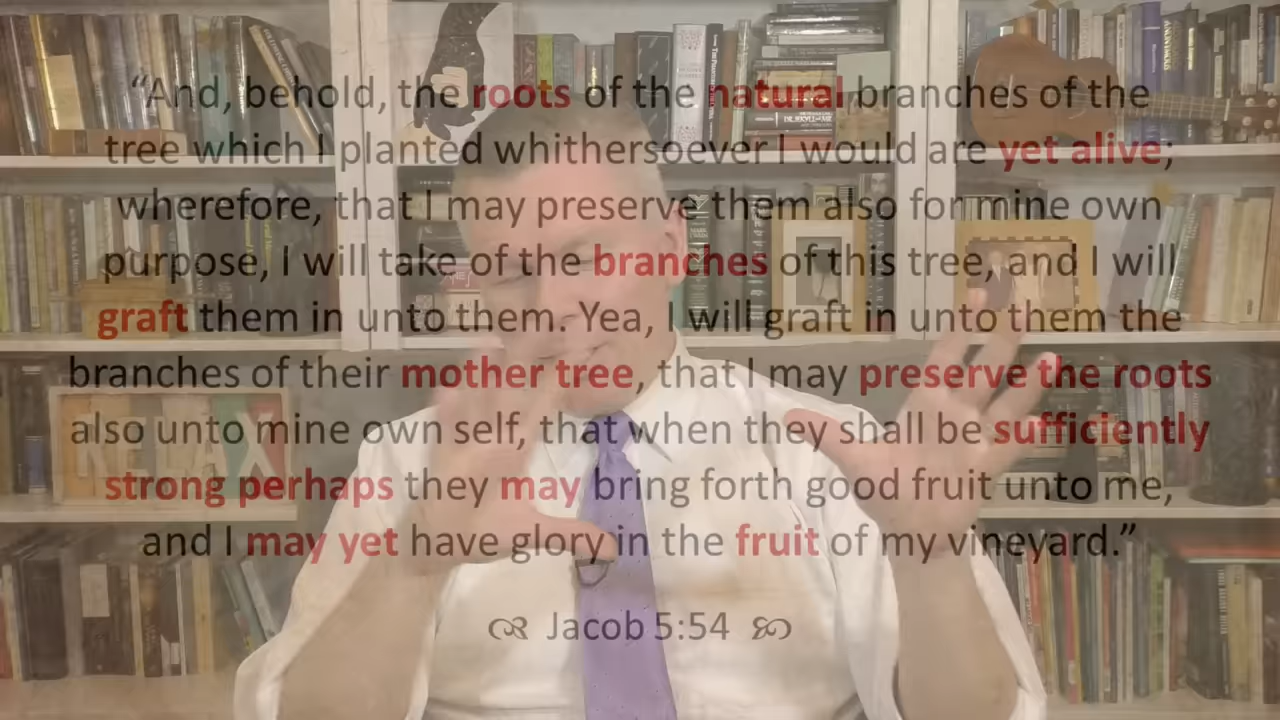 “And, behold, the roots of the natural branches of the
tree which I planted whithersoever I would are yet alive;
wherefore, that I may preserve them also for mine own
purpose, I will take of the branches of this tree, and I will
graft them in unto them. Yea, I will graft in unto them the
branches of their mother tree, that I may preserve the roots
also unto mine own self, that when they shall be sufficiently
strong perhaps they may bring forth good fruit unto me,
and I may yet have glory in the fruit of my vineyard.”
Jacob 5:54
RELAX